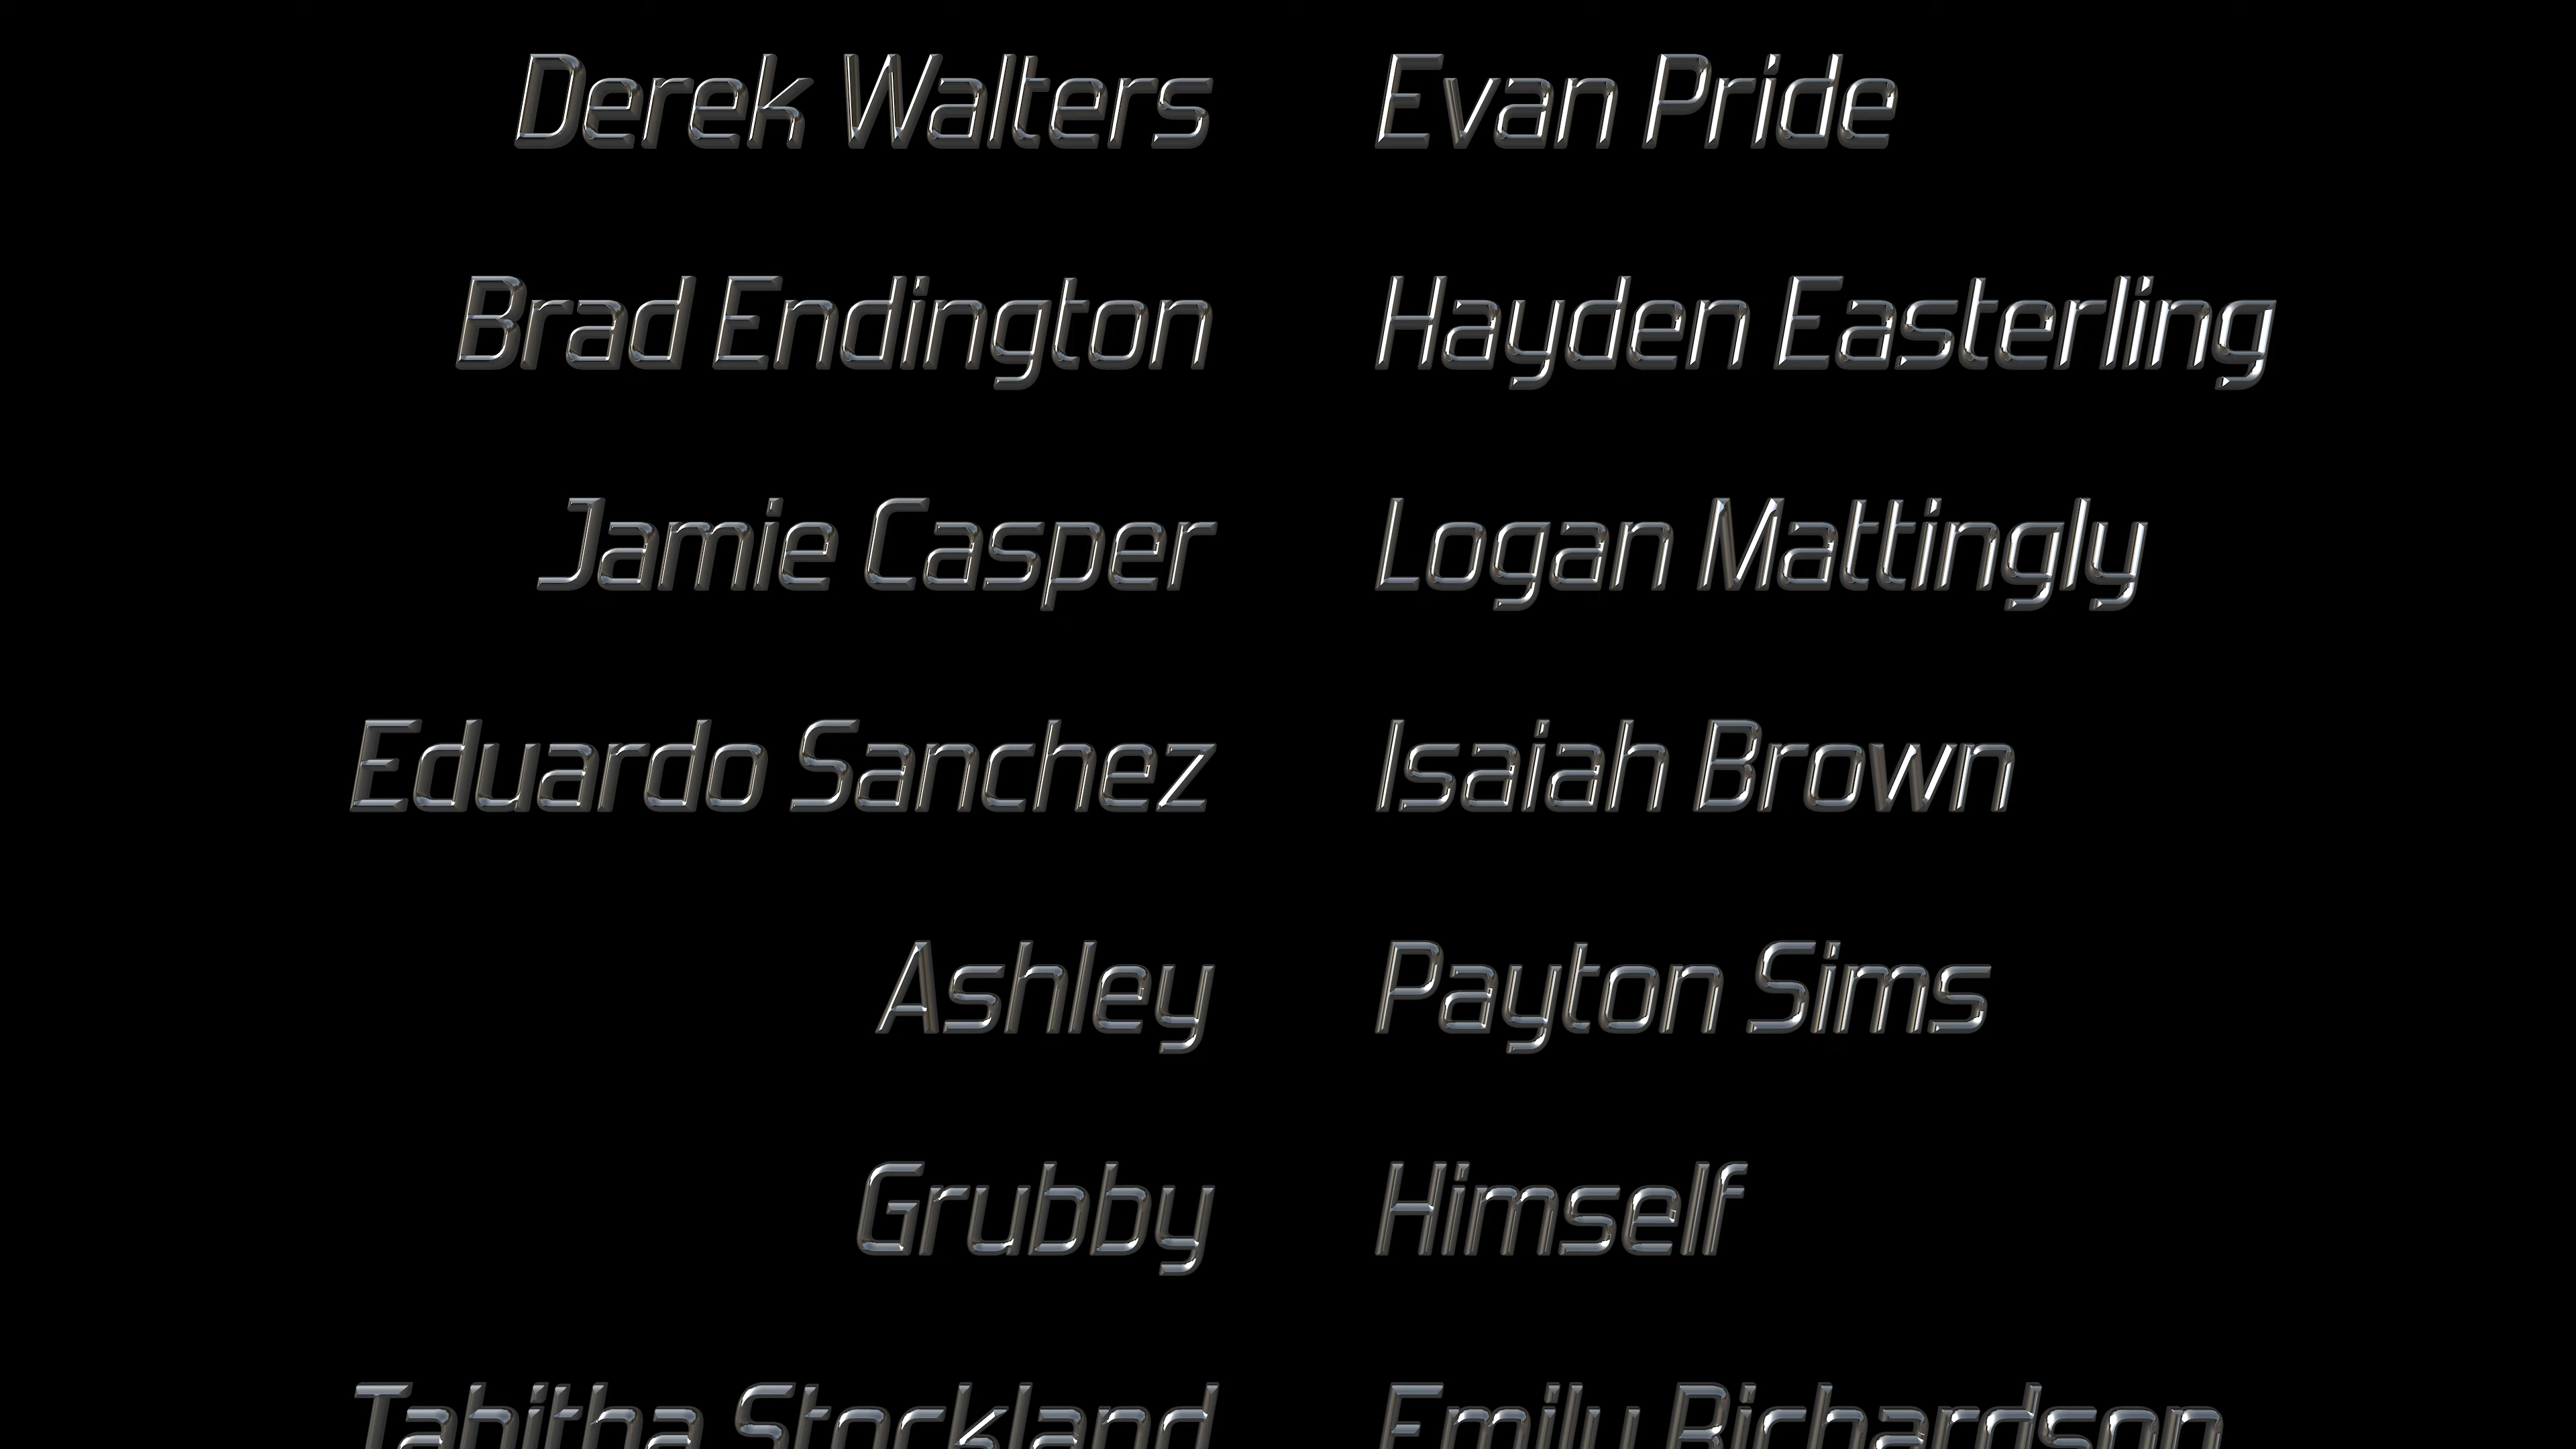 Derek Walters Evan Pride
Brad Endington Hayden Easterling
Jamie Casper Logan Mattingly
Eduardo Sanchez Isaiah Brown
Ashley Payton Sims
Grubby Himself
Tabitha Stockland Emily Richardson